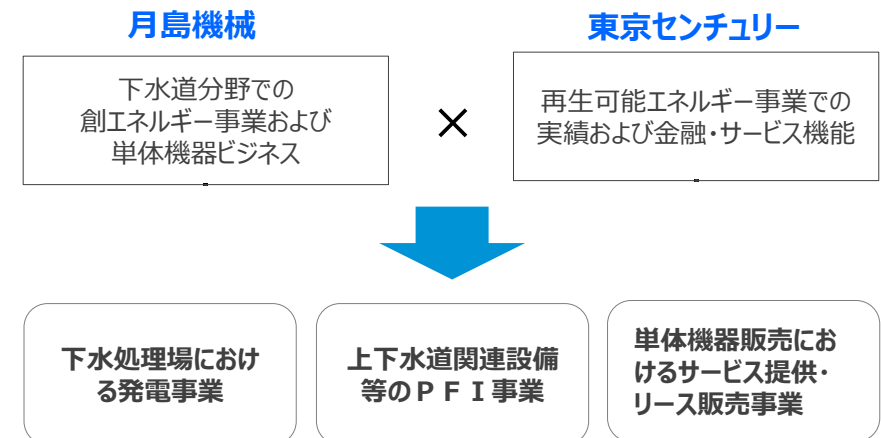 月島機械
東京センチュリー
下水道分野での
創エネルギー事業および
単体機器ビジネス
×
再生可能エネルギー事業での
実績および金融・サービス機能
下水処理場におけ
る発電事業
上下水道関連設備
等のＰＦＩ事業
単体機器販売にお
けるサービス提供・
リース販売事業